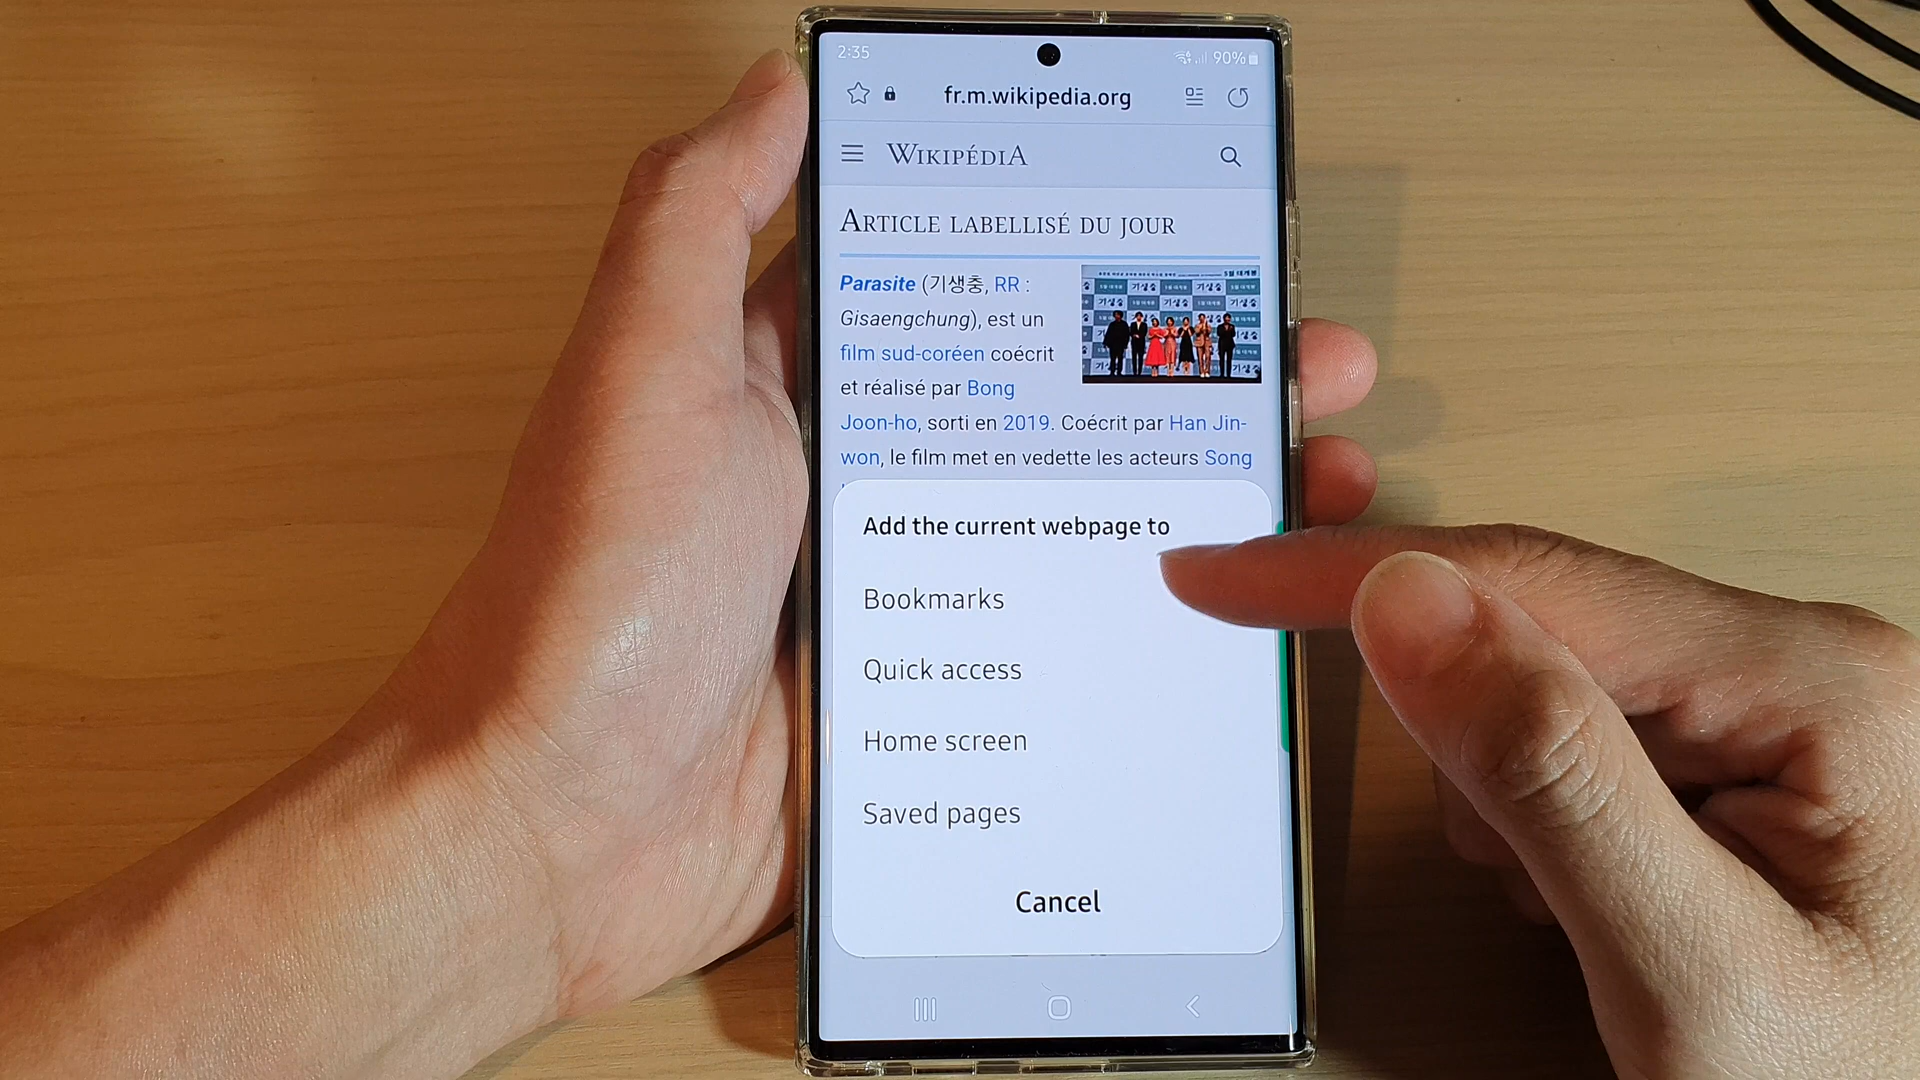 2:35
90%
fr.m.wikipedia.org
WIKIPÉDIA
ARTICLE LABELLISÉ DU JOUR
Parasite (기생충, RR :
Gisaengchung), est un
film sud-coréen coécrit
et réalisé par Bong
Joon-ho, sorti en 2019. Coécrit par Han Jin-
won, le film met en vedette les acteurs Song
Add the current webpage to
Bookmarks
Quick access
Home screen
Saved pages
Cancel